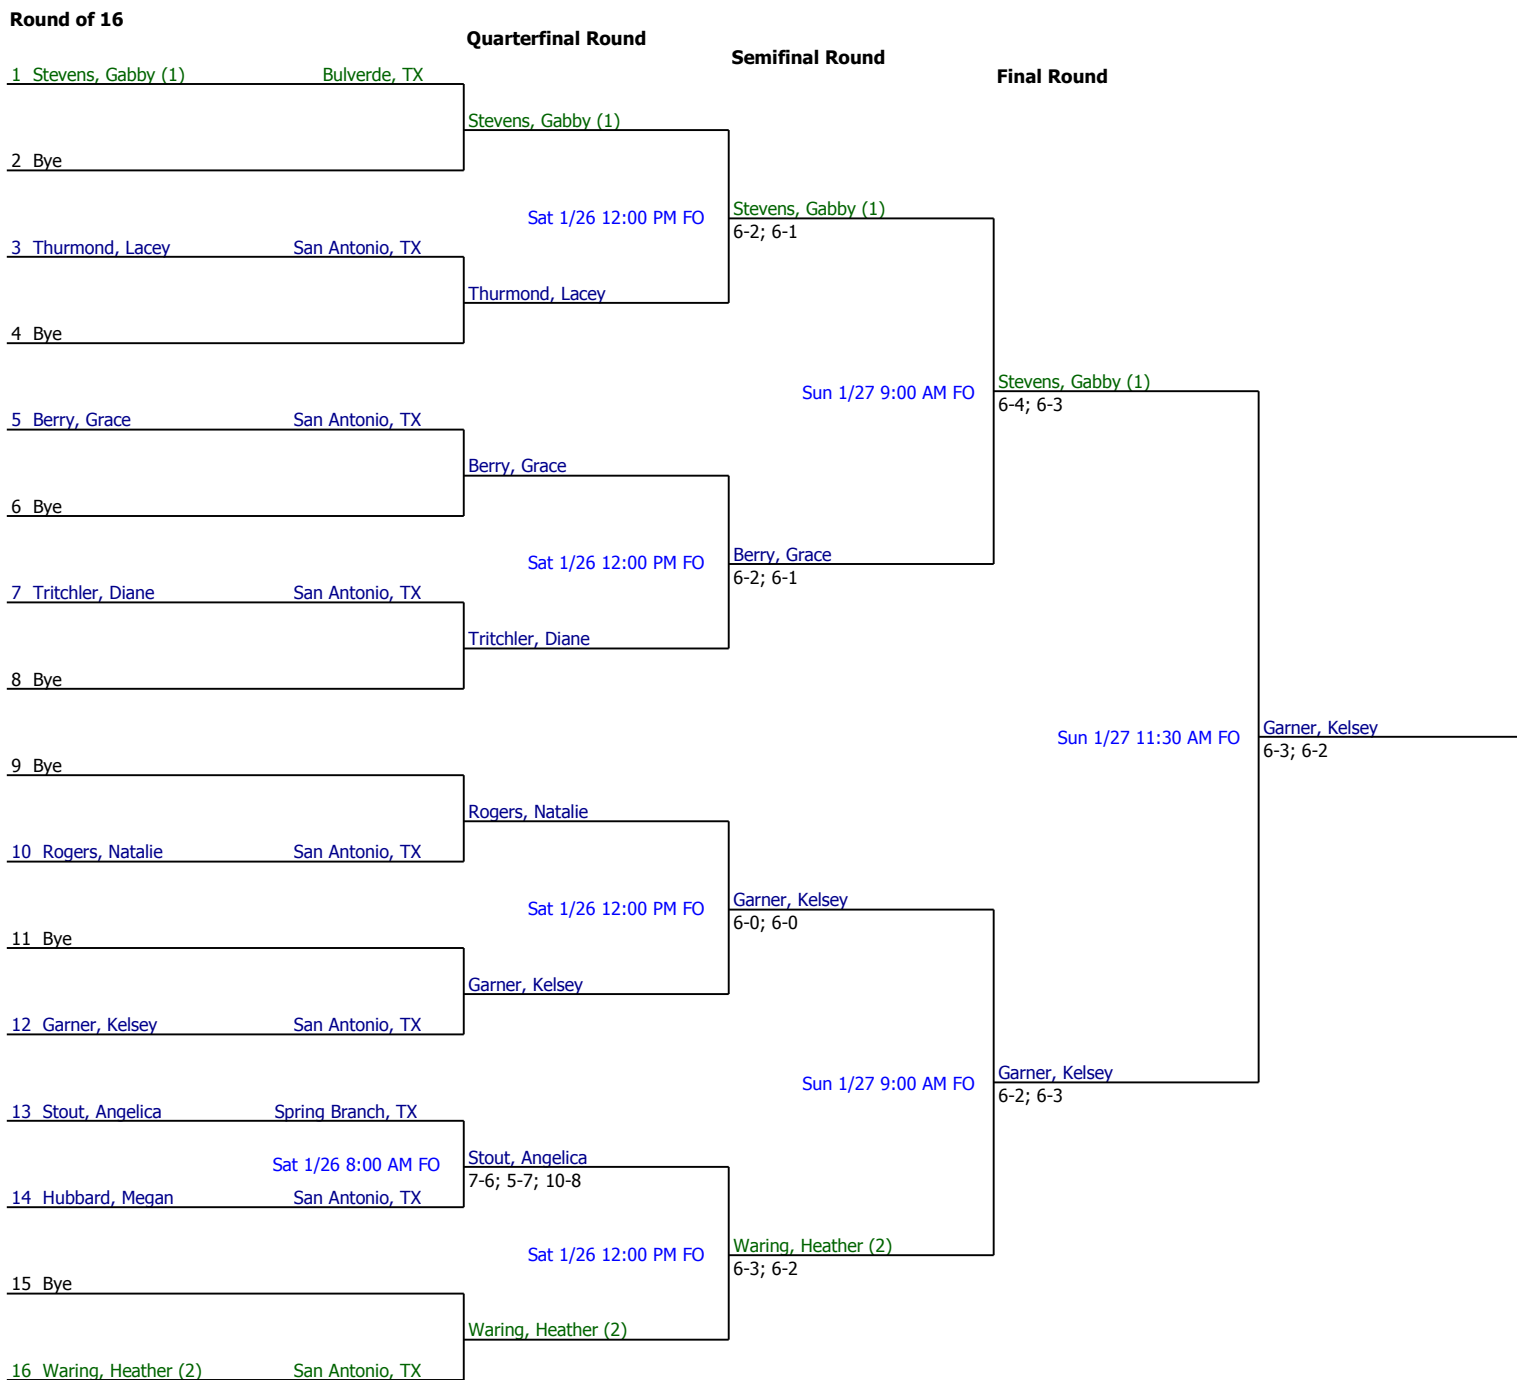 Round of 16
Quarterfinal Round
Semifinal Round
Final Round
1 Stevens, Gabby (1) Bulverde, TX
Stevens, Gabby (1)
2 Bye
Sat 1/26 12:00 PM FO
Stevens, Gabby (1)
6-2; 6-1
3 Thurmond, Lacey San Antonio, TX
Thurmond, Lacey
4 Bye
Sun 1/27 9:00 AM FO
Stevens, Gabby (1)
6-4; 6-3
5 Berry, Grace San Antonio, TX
Berry, Grace
6 Bye
Sat 1/26 12:00 PM FO
Berry, Grace
6-2; 6-1
7 Tritchler, Diane San Antonio, TX
Tritchler, Diane
8 Bye
Sun 1/27 11:30 AM FO
Garner, Kelsey
6-3; 6-2
9 Bye
Rogers, Natalie
10 Rogers, Natalie San Antonio, TX
Sat 1/26 12:00 PM FO
Garner, Kelsey
6-0; 6-0
11 Bye
Garner, Kelsey
12 Garner, Kelsey San Antonio, TX
Sun 1/27 9:00 AM FO
Garner, Kelsey
6-2; 6-3
13 Stout, Angelica Spring Branch, TX
Sat 1/26 8:00 AM FO
Stout, Angelica
7-6; 5-7; 10-8
14 Hubbard, Megan San Antonio, TX
Sat 1/26 12:00 PM FO
Waring, Heather (2)
6-3; 6-2
15 Bye
Waring, Heather (2)
16 Waring, Heather (2) San Antonio, TX